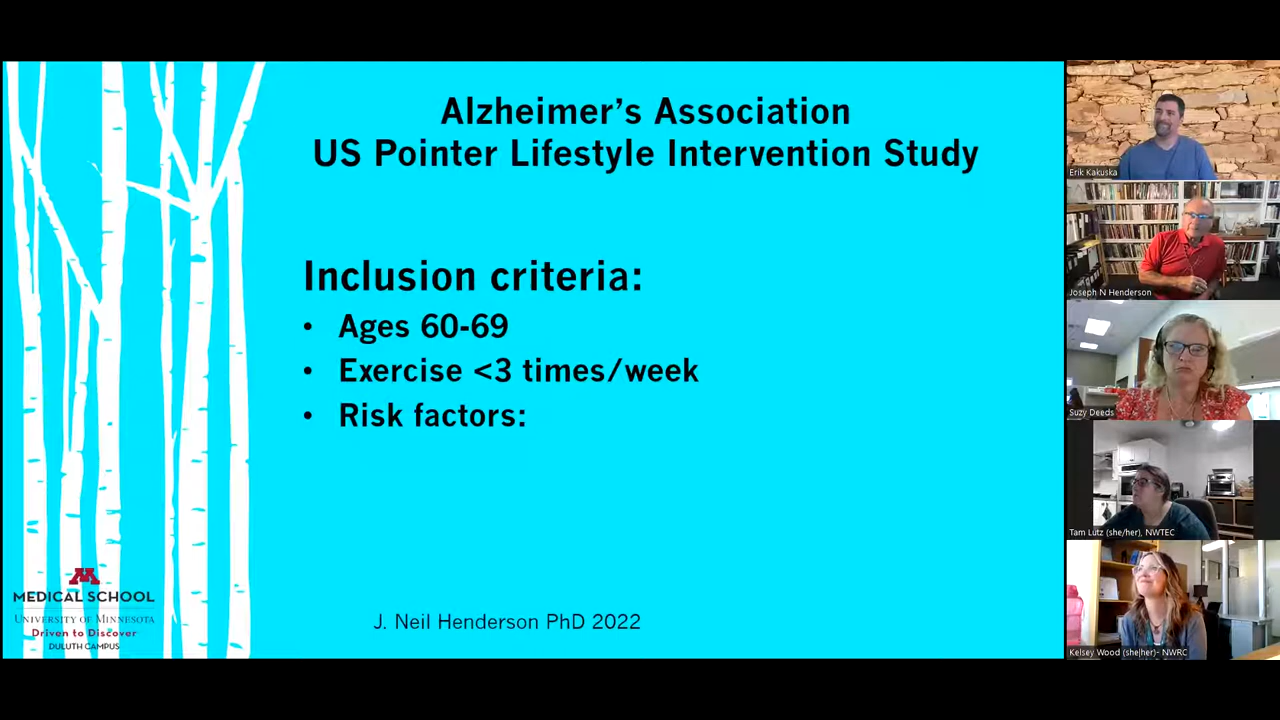 Alzheimer's Association
US Pointer Lifestyle Intervention Study
Inclusion criteria:
• Ages 60-69
• Exercise <3 times/week
• Risk factors:
J. Neil Henderson PhD 2022
M
MEDICAL SCHOOL
UNIVERSITY OF MINNESOTA
Driven to Discover
DULUTH CAMPUS
Erik Kakuska
Joseph N Henderson
Suzy Deeds
Tam Lutz (she/her), NWTEC
Kelsey Wood (she|her)- NWRC